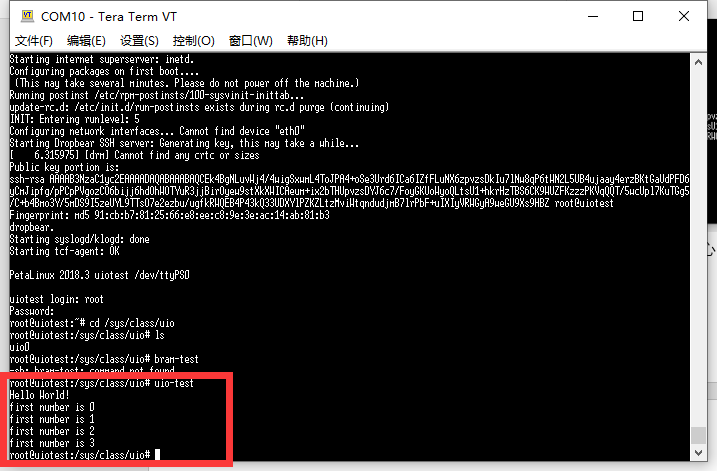 COM10 - Tera Term VT
文件(F) 编辑(E) 设置(S) 控制(O) 窗口(W) 帮助(H)
Starting internet superserver: inetd.
Configuring packages on first boot....
(This may take several minutes. Please do not power off the machine.)
Running postinst /etc/rpm-postinsts/100-sysvinit-inittab...
update-rc.d: /etc/init.d/run-postinsts exists during rc.d purge (continuing)
INIT: Entering runlevel: 5
Configuring network interfaces... Cannot find device "eth0"
Starting Dropbear SSH server: Generating key, this may take a while...
[    6.315975] [drm] Cannot find any crtc or sizes
Public key portion is:
ssh-rsa
root@uiotest
Fingerprint: md5 91:cb:b7:81:25:66:e8:ee:c8:9e:3e:ac:14:ab:81:b3
dropbear.
Starting syslogd/klogd: done
Starting tcf-agent: OK
PetaLinux 2018.3 uiotest /dev/ttyPS0
uiotest login: root
Password:
root@uiotest:~# cd /sys/class/uio
root@uiotest:/sys/class/uio# ls
uio0
root@uiotest:/sys/class/uio# bram-test
-sh: bram-test: command not found
root@uiotest:/sys/class/uio# uio-test
Hello World!
first number is 0
first number is 1
first number is 2
first number is 3
root@uiotest:/sys/class/uio#
心